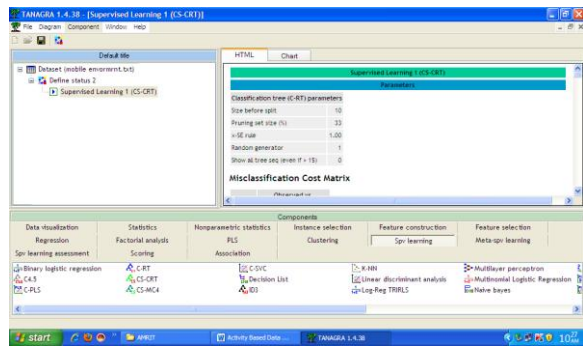 TANAGRA 1.4.38 - [Supervised Learning 1 (CS-CRT)]
File Diagram Component Window Help
Default title
Dataset (mobile enviornrnt.txt)
Define status 2
Supervised Learning 1 (CS-CRT)
HTML Chart
Supervised Learning 1 (CS-CRT)
Parameters
Classification tree (C-RT) parameters
Size before split 10
Pruning set size (%) 33
x-SE rule 1.00
Random generator 1
Show all tree seq (even if > 15) 0
Misclassification Cost Matrix
Components
Data visualization Statistics Nonparametric statistics Instance selection Feature construction Feature selection
Regression Factorial analysis PLS Clustering Spv learning Meta-spv learning
Spv learning assessment Scoring Association
Binary logistic regression C-RT C-SVC K-NN Multilayer perceptron
C4.5 CS-CRT Decision List Linear discriminant analysis Multinomial Logistic Regression
C-PLS CS-MC4 ID3 Log-Reg TRIRLS Naive bayes
start AMRUT Activity Based Data ... TANAGRA 1.4.38